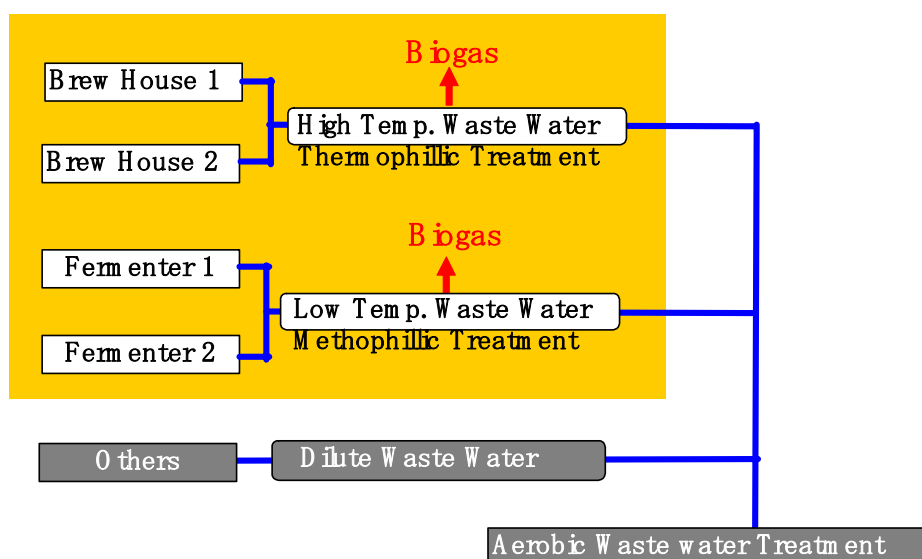 Biogas
Brew House 1
High Temp. Waste Water
Brew House 2
Thermophillic Treatment
Biogas
Fermenter 1
Low Temp. Waste Water
Methophillic Treatment
Fermenter 2
Others
Dilute Waste Water
Aerobic Waste water Treatment